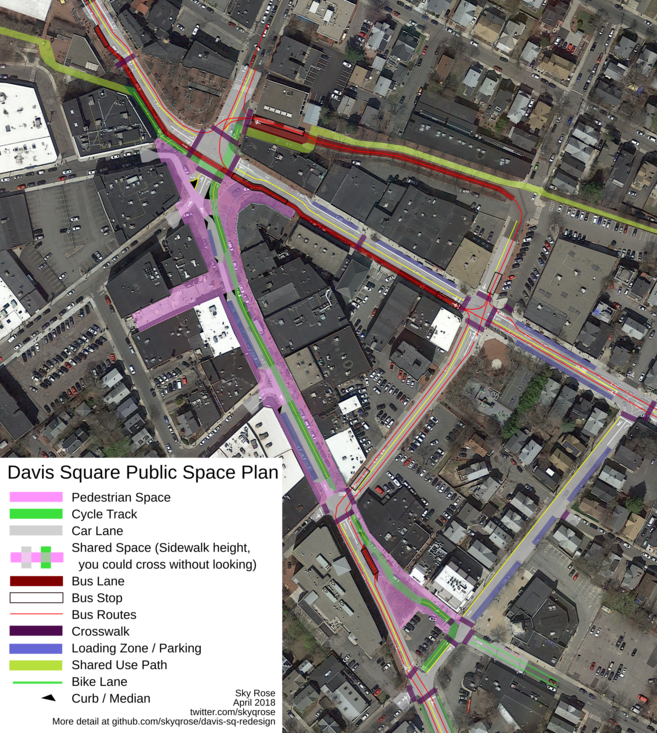 Davis Square Public Space Plan
Pedestrian Space
Cycle Track
Car Lane
Shared Space (Sidewalk height,
you could cross without looking)
Bus Lane
Bus Stop
Bus Routes
Crosswalk
Loading Zone / Parking
Shared Use Path
Bike Lane
Curb / Median
Sky Rose
April 2018
twitter.com/skyqrose
More detail at github.com/skyqrose/davis-sq-redesign